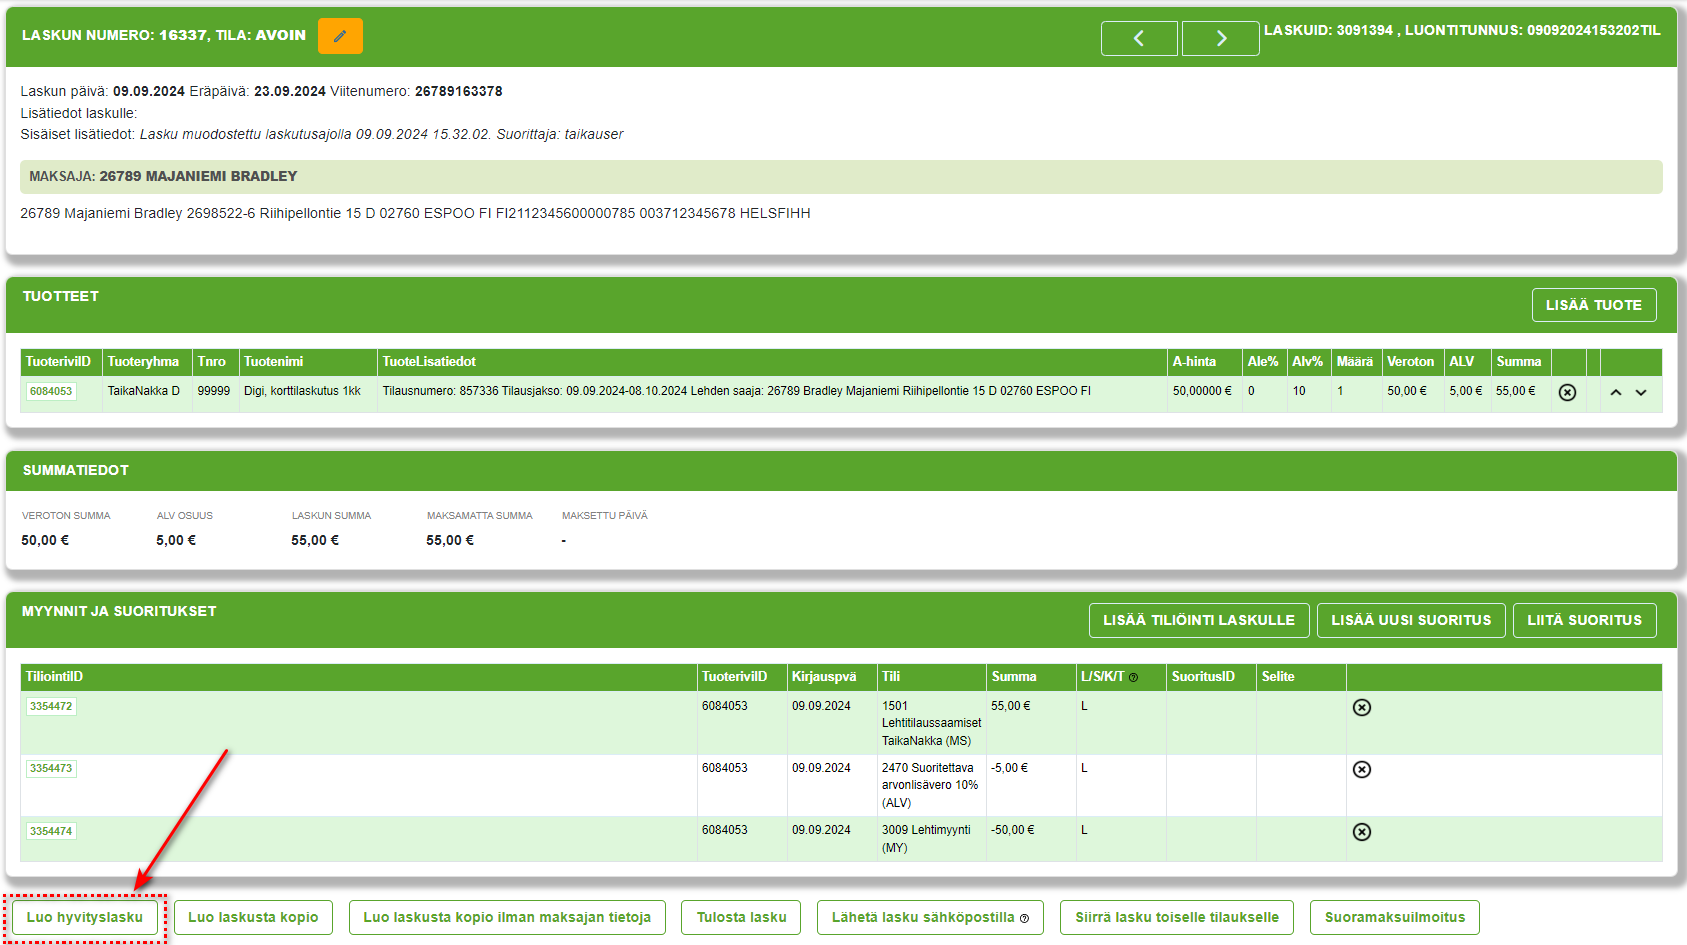 LASKUN NUMERO: 16337, TILA: AVOIN
LASKUID: 3091394 , LUONTITUNNUS: 09092024153202TIL
Laskun päivä: 09.09.2024 Eräpäivä: 23.09.2024 Viitenumero: 26789163378
Lisätiedot laskulle:
Sisäiset lisätiedot: Lasku muodostettu laskutusajolla 09.09.2024 15.32.02. Suorittaja: taikauser
MAKSAJA: 26789 MAJANIEMI BRADLEY
26789 Majaniemi Bradley 2698522-6 Riihipellontie 15 D 02760 ESPOO FI FI2112345600000785 003712345678 HELSFIHH
TUOTTEET
LISÄÄ TUOTE
TuoteriviID Tuoteryhma Tnro Tuotenimi TuoteLisatiedot A-hinta Ale% Alv% Määrä Veroton ALV Summa
6084053 TaikaNakka D 99999 Digi, korttilaskutus 1kk Tilausnumero: 857336 Tilausjakso: 09.09.2024-08.10.2024 Lehden saaja: 26789 Bradley Majaniemi Riihipellontie 15 D 02760 ESPOO FI 50,00000 € 0 10 1 50,00 € 5,00 € 55,00 €
SUMMATIEDOT
VEROTON SUMMA ALV OSUUS LASKUN SUMMA MAKSAMATTA SUMMA MAKSETTU PÄIVÄ
50,00 € 5,00 € 55,00 € 55,00 € -
MYYNNIT JA SUORITUKSET
LISÄÄ TILIÖINTI LASKULLE LISÄÄ UUSI SUORITUS LIITÄ SUORITUS
TiliointiID TuoteriviID Kirjauspvä Tili Summa L/S/K/T SuoritusID Selite
3354472 6084053 09.09.2024 1501 55,00 € L
Lehtitilaussaamiset
TaikaNakka (MS)
3354473 6084053 09.09.2024 2470 Suoritettava -5,00 € L
arvonlisävero 10%
(ALV)
3354474 6084053 09.09.2024 3009 Lehtimyynti -50,00 € L
(MY)
Luo hyvityslasku Luo laskusta kopio Luo laskusta kopio ilman maksajan tietoja Tulosta lasku Lähetä lasku sähköpostilla Siirrä lasku toiselle tilaukselle Suoramaksuilmoitus